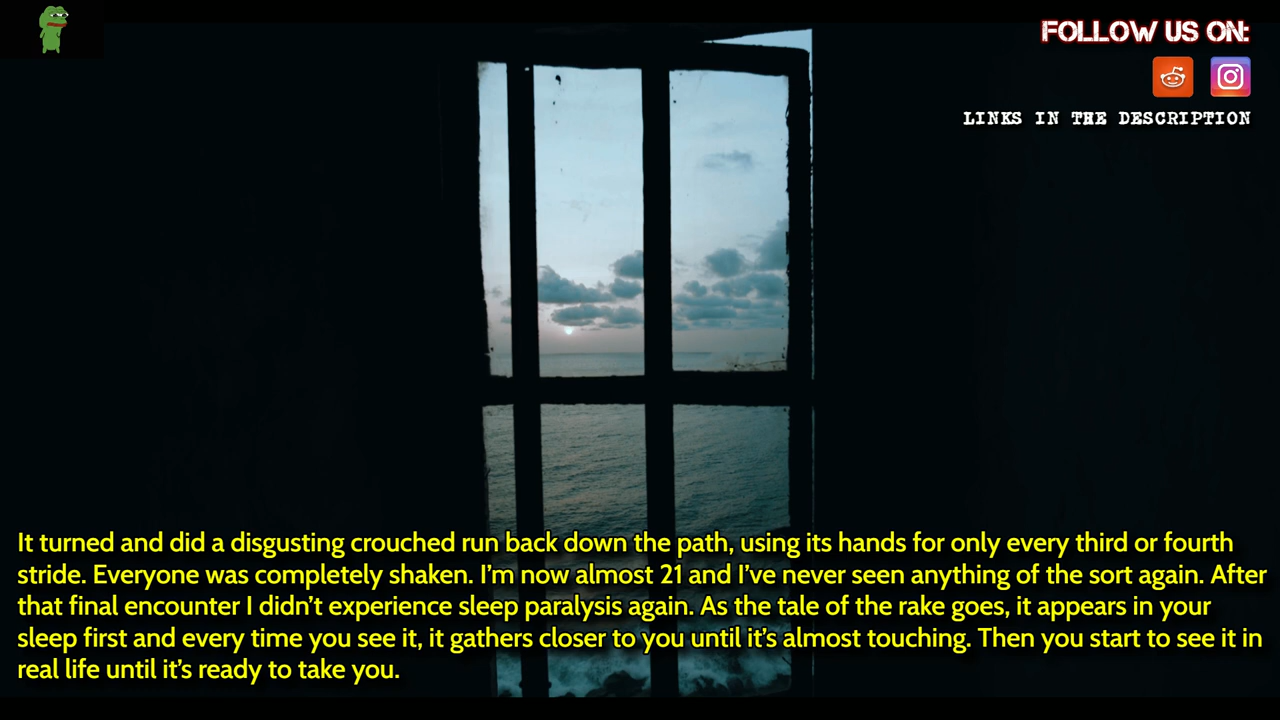 FOLLOW US ON:
LINKS IN THE DESCRIPTION
It turned and did a disgusting crouched run back down the path, using its hands for only every third or fourth
stride. Everyone was completely shaken. I’m now almost 21 and I’ve never seen anything of the sort again. After
that final encounter I didn’t experience sleep paralysis again. As the tale of the rake goes, it appears in your
sleep first and every time you see it, it gathers closer to you until it’s almost touching. Then you start to see it in
real life until it’s ready to take you.